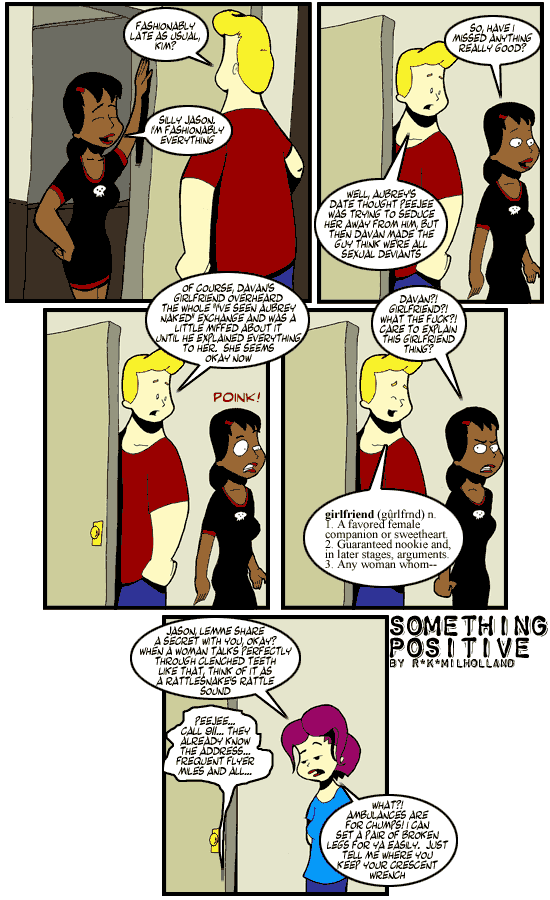 FASHIONABLY
LATE AS USUAL,
KIM?
SILLY JASON.
I'M FASHIONABLY
EVERYTHING
SO, HAVE I
MISSED ANYTHING
REALLY GOOD?
WELL, AUBREY'S
DATE THOUGHT PEEJEE
WAS TRYING TO SEDUCE
HER AWAY FROM HIM, BUT
THEN DAVAN MADE THE
GUY THINK WE'RE ALL
SEXUAL DEVIANTS
OF COURSE, DAVAN'S
GIRLFRIEND OVERHEARD
THE WHOLE "I'VE SEEN AUBREY
NAKED" EXCHANGE AND WAS A
LITTLE MIFFED ABOUT IT
UNTIL HE EXPLAINED EVERYTHING
TO HER. SHE SEEMS
OKAY NOW
POINK!
DAVAN?!
GIRLFRIEND?!
WHAT THE FUCK?!
CARE TO EXPLAIN
THIS GIRLFRIEND
THING?
girlfriend (gûrlfrnd) n.
1. A favored female
companion or sweetheart.
2. Guaranteed nookie and,
in later stages, arguments.
3. Any woman whom--
SOMETHING
POSITIVE
BY R*K*MILHOLLAND
JASON, LEMME SHARE
A SECRET WITH YOU, OKAY?
WHEN A WOMAN TALKS PERFECTLY
THROUGH CLENCHED TEETH
LIKE THAT, THINK OF IT AS
A RATTLESNAKE'S RATTLE
SOUND
PEEJEE...
CALL 911... THEY
ALREADY KNOW
THE ADDRESS...
FREQUENT FLYER
MILES AND ALL...
WHAT?!
AMBULANCES ARE
FOR CHUMPS! I CAN
SET A PAIR OF BROKEN
LEGS FOR YA EASILY. JUST
TELL ME WHERE YOU
KEEP YOUR CRESCENT
WRENCH